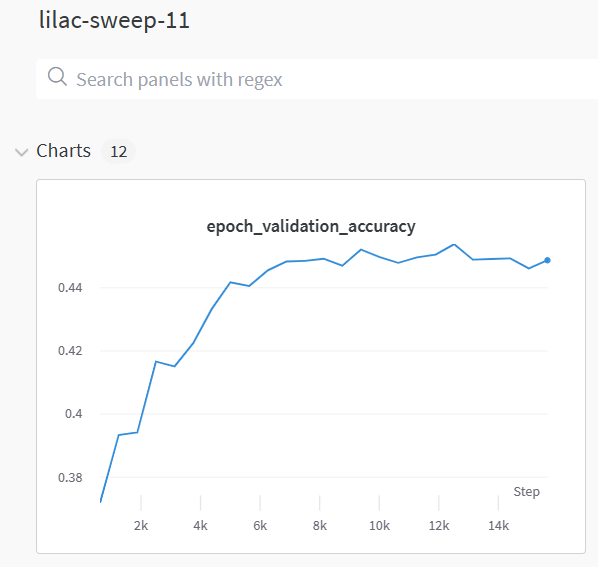 lilac-sweep-11
Search panels with regex
Charts 12
epoch_validation_accuracy
0.44
0.42
0.4
0.38
Step
2k 4k 6k 8k 10k 12k 14k